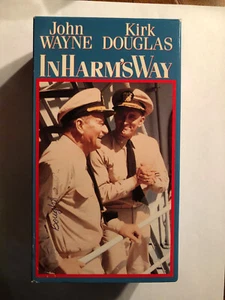 John Kirk
WAYNE DOUGLAS
IN HARM'S WAY